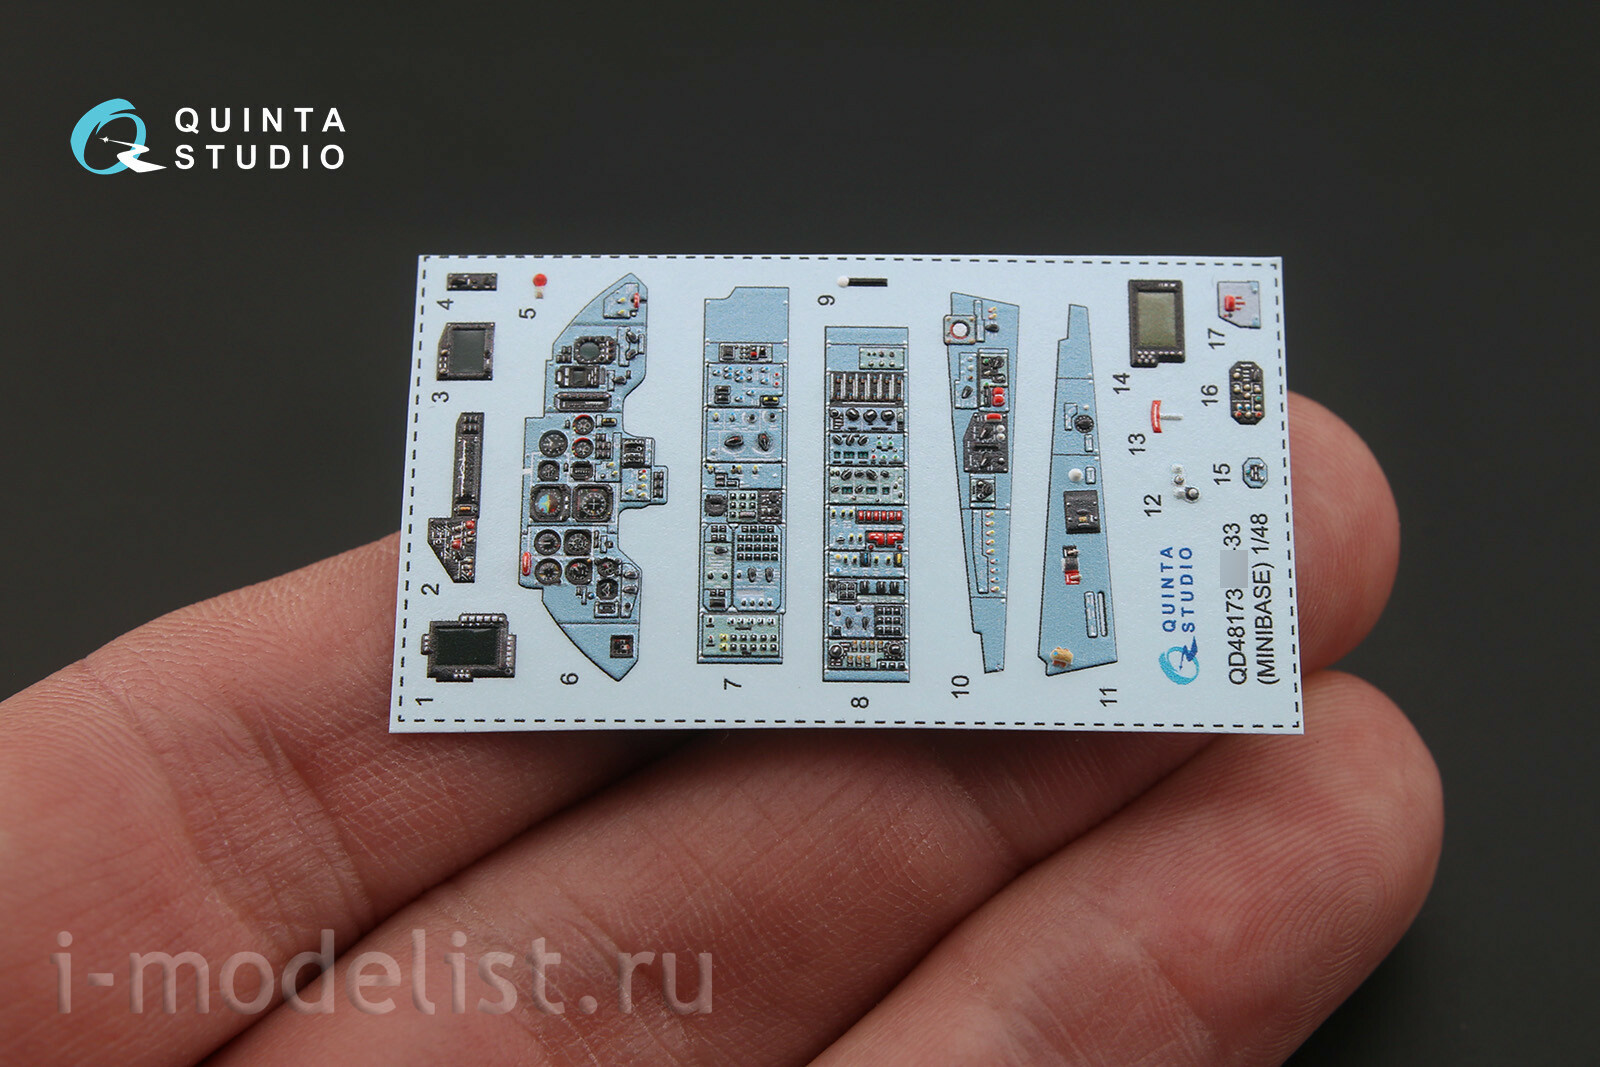 QUINTA
STUDIO
1
2
3
4
5
6
7
8
9
10
11
12
13
14
15
16
17
QUINTA
STUDIO
QD48173 -33
(MINIBASE) 1/48
i-modelist.ru